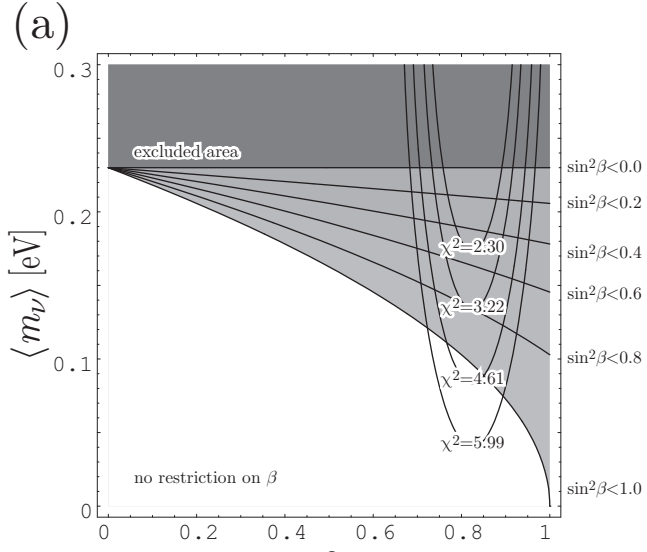 (a)
0.3
excluded area
sin²β<0.0
sin²β<0.2
0.2
χ²=2.30
sin²β<0.4
⟨mν⟩ [eV]
sin²β<0.6
χ²=3.22
0.1
sin²β<0.8
χ²=4.61
χ²=5.99
no restriction on β
sin²β<1.0
0
0 0.2 0.4 0.6 0.8 1